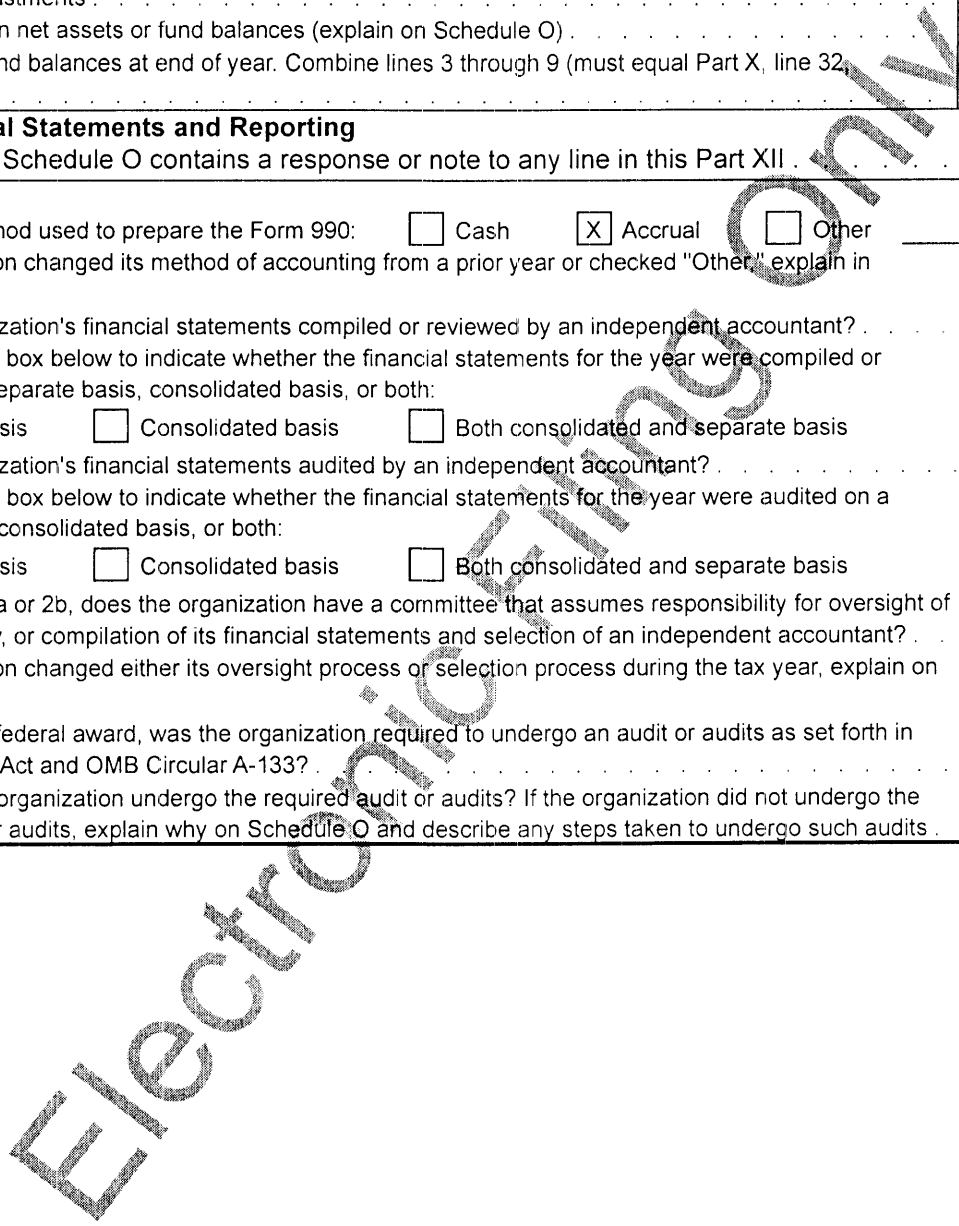 n net assets or fund balances (explain on Schedule O) . . . . . . . . . . . . . .
nd balances at end of year. Combine lines 3 through 9 (must equal Part X, line 32,
. . . . . . . . . . . . . . . . . . . . . . . . . . . . . . . . . . .
al Statements and Reporting
Schedule O contains a response or note to any line in this Part XII . . . . . .
nod used to prepare the Form 990: Cash X Accrual Other
on changed its method of accounting from a prior year or checked "Other," explain in
zation's financial statements compiled or reviewed by an independent accountant? . . . .
box below to indicate whether the financial statements for the year were compiled or
eparate basis, consolidated basis, or both:
sis Consolidated basis Both consolidated and separate basis
zation's financial statements audited by an independent accountant? . . . . . . . . .
box below to indicate whether the financial statements for the year were audited on a
consolidated basis, or both:
sis Consolidated basis Both consolidated and separate basis
a or 2b, does the organization have a committee that assumes responsibility for oversight of
, or compilation of its financial statements and selection of an independent accountant? . .
on changed either its oversight process or selection process during the tax year, explain on
federal award, was the organization required to undergo an audit or audits as set forth in
Act and OMB Circular A-133? . . . . . . . . . . . . . . . . . . . . . . . . .
organization undergo the required audit or audits? If the organization did not undergo the
r audits, explain why on Schedule O and describe any steps taken to undergo such audits .
Electronic Filing Only